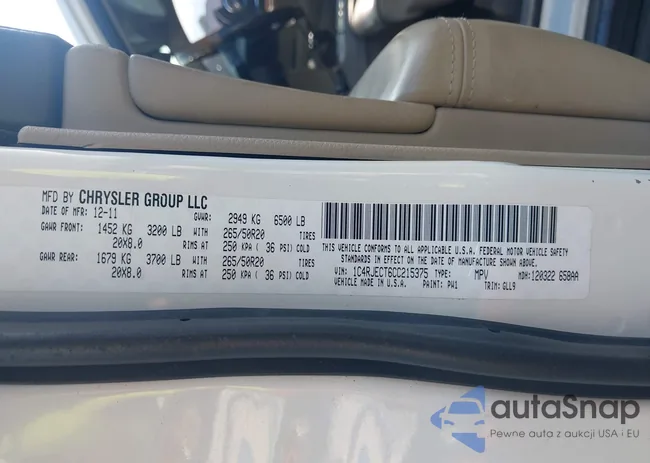 MFD BY CHRYSLER GROUP LLC
DATE OF MFR: 12-11 GVWR: 2949 KG 6500 LB
GAWR FRONT: 1452 KG 3200 LB WITH 265/50R20 TIRES
20X8.0 RIMS AT 250 KPA ( 36 PSI) COLD
GAWR REAR: 1679 KG 3700 LB WITH 265/50R20 TIRES
20X8.0 RIMS AT 250 KPA ( 36 PSI) COLD
THIS VEHICLE CONFORMS TO ALL APPLICABLE U.S.A. FEDERAL MOTOR VEHICLE SAFETY
STANDARDS IN EFFECT ON THE DATE OF MANUFACTURE SHOWN ABOVE.
VIN: 1C4RJECT6CC215375 TYPE: MPV MDH: 120322 658AA
VEHICLE MADE IN U.S.A. PAINT: PW1 TRIM: GLL9
autaSnap
Pewne auta z aukcji USA i EU